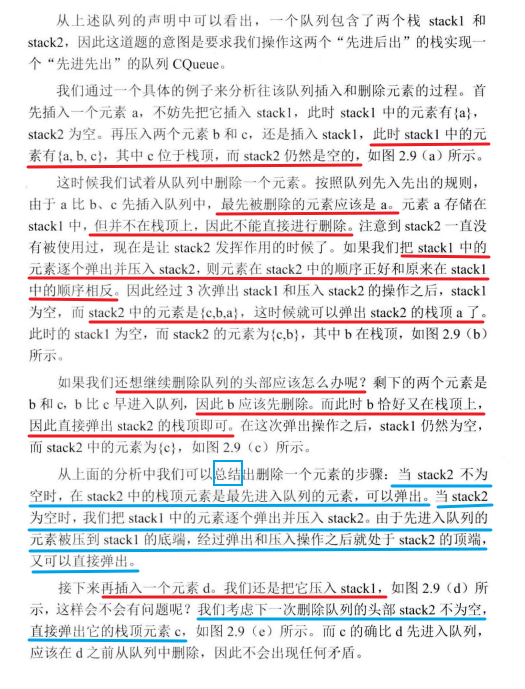 从上述队列的声明中可以看出，一个队列包含了两个栈 stack1 和
stack2，因此这道题的意图是要求我们操作这两个“先进后出”的栈实现一
个“先进先出”的队列 CQueue。
我们通过一个具体的例子来分析往该队列插入和删除元素的过程。首
先插入一个元素 a，不妨先把它插入 stack1，此时 stack1 中的元素有{a}，
stack2 为空。再压入两个元素 b 和 c，还是插入 stack1，此时 stack1 中的元
素有{a, b, c}，其中 c 位于栈顶，而 stack2 仍然是空的，如图 2.9（a）所示。
这时候我们试着从队列中删除一个元素。按照队列先入先出的规则，
由于 a 比 b、c 先插入队列中，最先被删除的元素应该是 a。元素 a 存储在
stack1 中，但并不在栈顶上，因此不能直接进行删除。注意到 stack2 一直没
有被使用过，现在是让 stack2 发挥作用的时候了。如果我们把 stack1 中的
元素逐个弹出并压入 stack2，则元素在 stack2 中的顺序正好和原来在 stack1
中的顺序相反。因此经过 3 次弹出 stack1 和压入 stack2 的操作之后，stack1
为空，而 stack2 中的元素是{c,b,a}，这时候就可以弹出 stack2 的栈顶 a 了。
此时的 stack1 为空，而 stack2 的元素为{c,b}，其中 b 在栈顶，如图 2.9（b）
所示。
如果我们还想继续删除队列的头部应该怎么办呢？剩下的两个元素是
b 和 c，b 比 c 早进入队列，因此 b 应该先删除。而此时 b 恰好又在栈顶上，
因此直接弹出 stack2 的栈顶即可。在这次弹出操作之后，stack1 仍然为空，
而 stack2 中的元素为{c}，如图 2.9（c）所示。
从上面的分析中我们可以总结出删除一个元素的步骤：当 stack2 不为
空时，在 stack2 中的栈顶元素是最先进入队列的元素，可以弹出。当 stack2
为空时，我们把 stack1 中的元素逐个弹出并压入 stack2。由于先进入队列的
元素被压到 stack1 的底端，经过弹出和压入操作之后就处于 stack2 的顶端，
又可以直接弹出。
接下来再插入一个元素 d。我们还是把它压入 stack1，如图 2.9（d）所
示，这样会不会有问题呢？我们考虑下一次删除队列的头部 stack2 不为空，
直接弹出它的栈顶元素 c，如图 2.9（e）所示。而 c 的确比 d 先进入队列，
应该在 d 之前从队列中删除，因此不会出现任何矛盾。